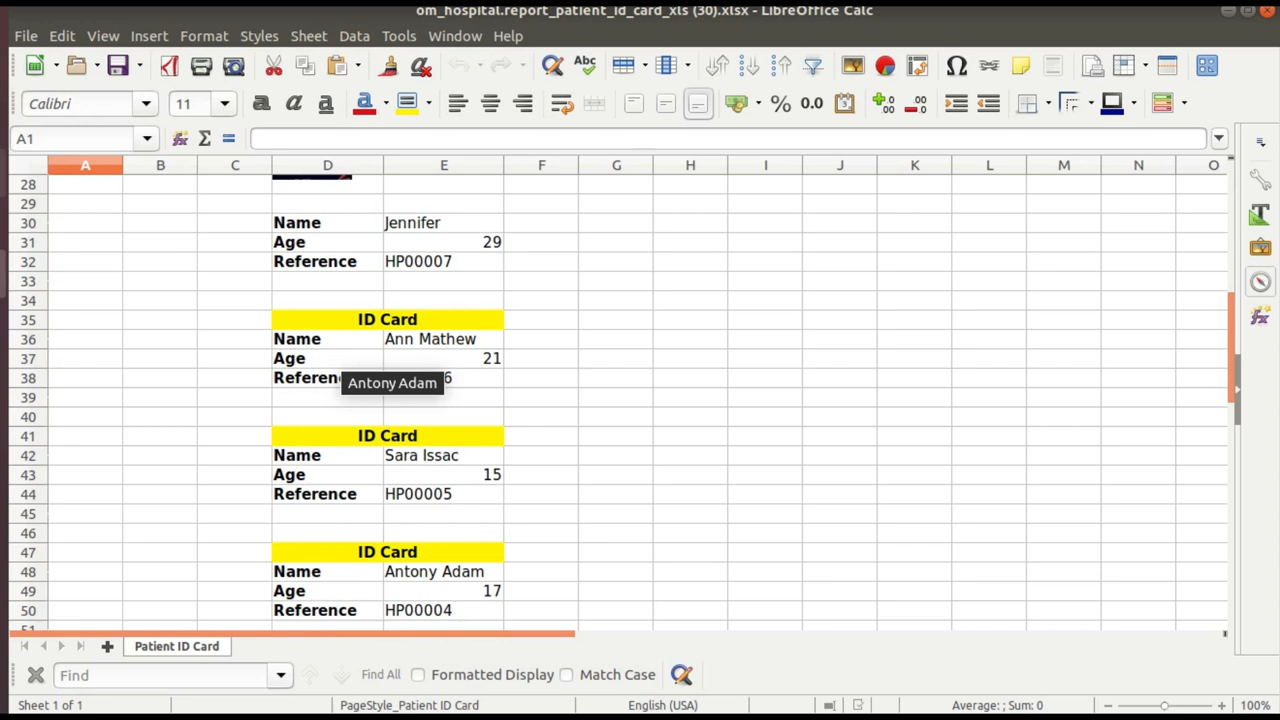 om_hospital.report_patient_id_card_xls (30).xlsx - LibreOffice Calc
File Edit View Insert Format Styles Sheet Data Tools Window Help
Calibri 11
A1
A B C D E F G H I J K L M N O
28
29
30 Name Jennifer
31 Age 29
32 Reference HP00007
33
34
35 ID Card
36 Name Ann Mathew
37 Age 21
38 6
Antony Adam
39
40
41 ID Card
42 Name Sara Issac
43 Age 15
44 Reference HP00005
45
46
47 ID Card
48 Name Antony Adam
49 Age 17
50 Reference HP00004
Patient ID Card
Find Find All Formatted Display Match Case
Sheet 1 of 1 PageStyle_Patient ID Card English (USA) Average: ; Sum: 0 100%